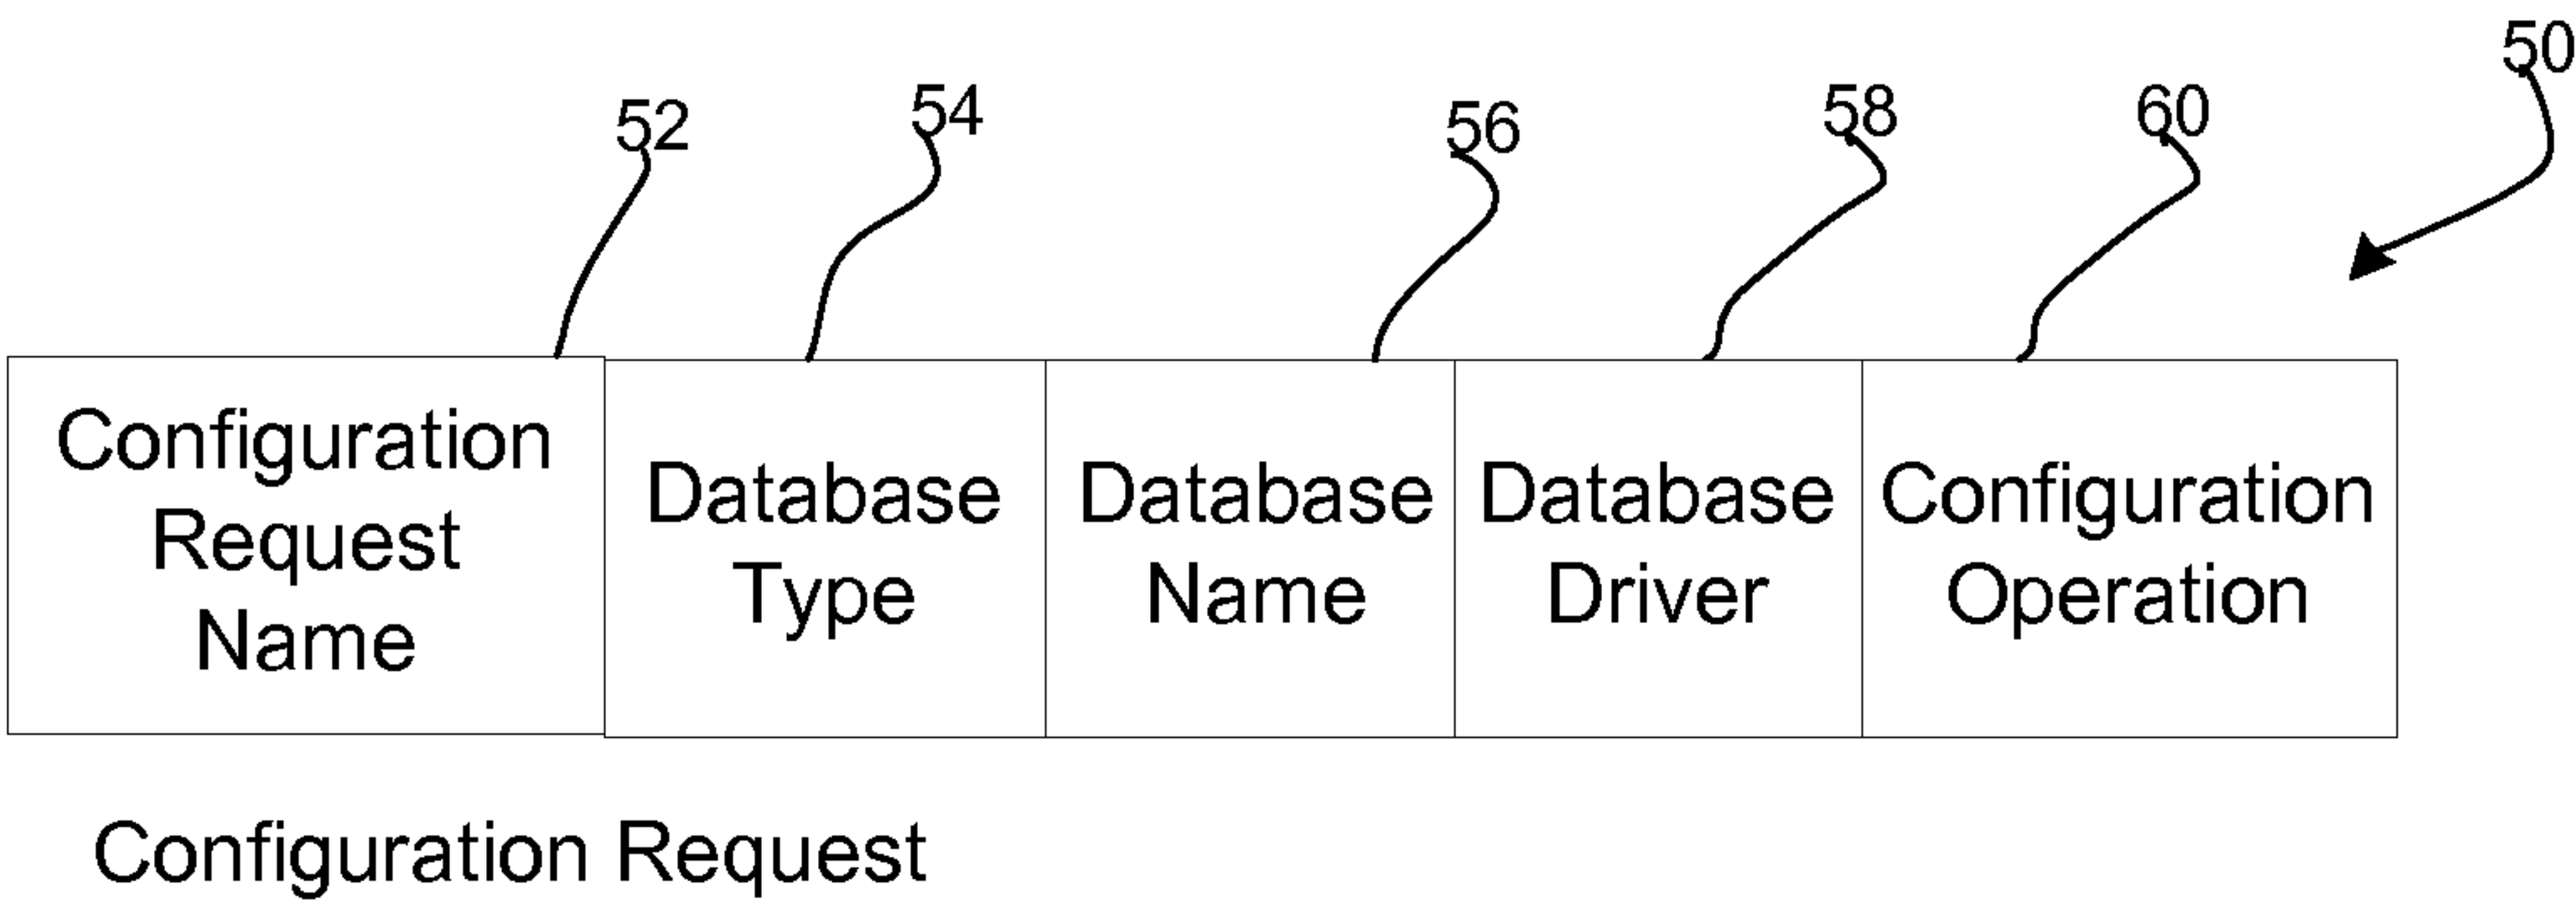 50
52
54
56
58
60
Configuration
Request
Name
Database
Type
Database
Name
Database
Driver
Configuration
Operation
Configuration Request